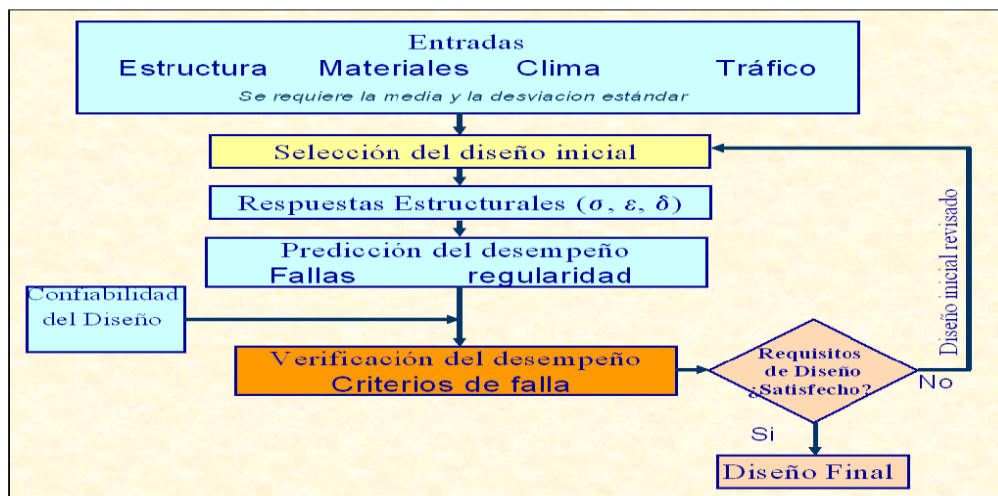 Entradas
Estructura Materiales Clima Tráfico
Se requiere la media y la desviacion estándar
Selección del diseño inicial
Respuestas Estructurales (σ, ε, δ)
Predicción del desempeño
Fallas regularidad
Confiabilidad
del Diseño
Verificación del desempeño
Criterios de falla
Requisitos
de Diseño
¿Satisfecho?
No
Diseño inicial revisado
Si
Diseño Final